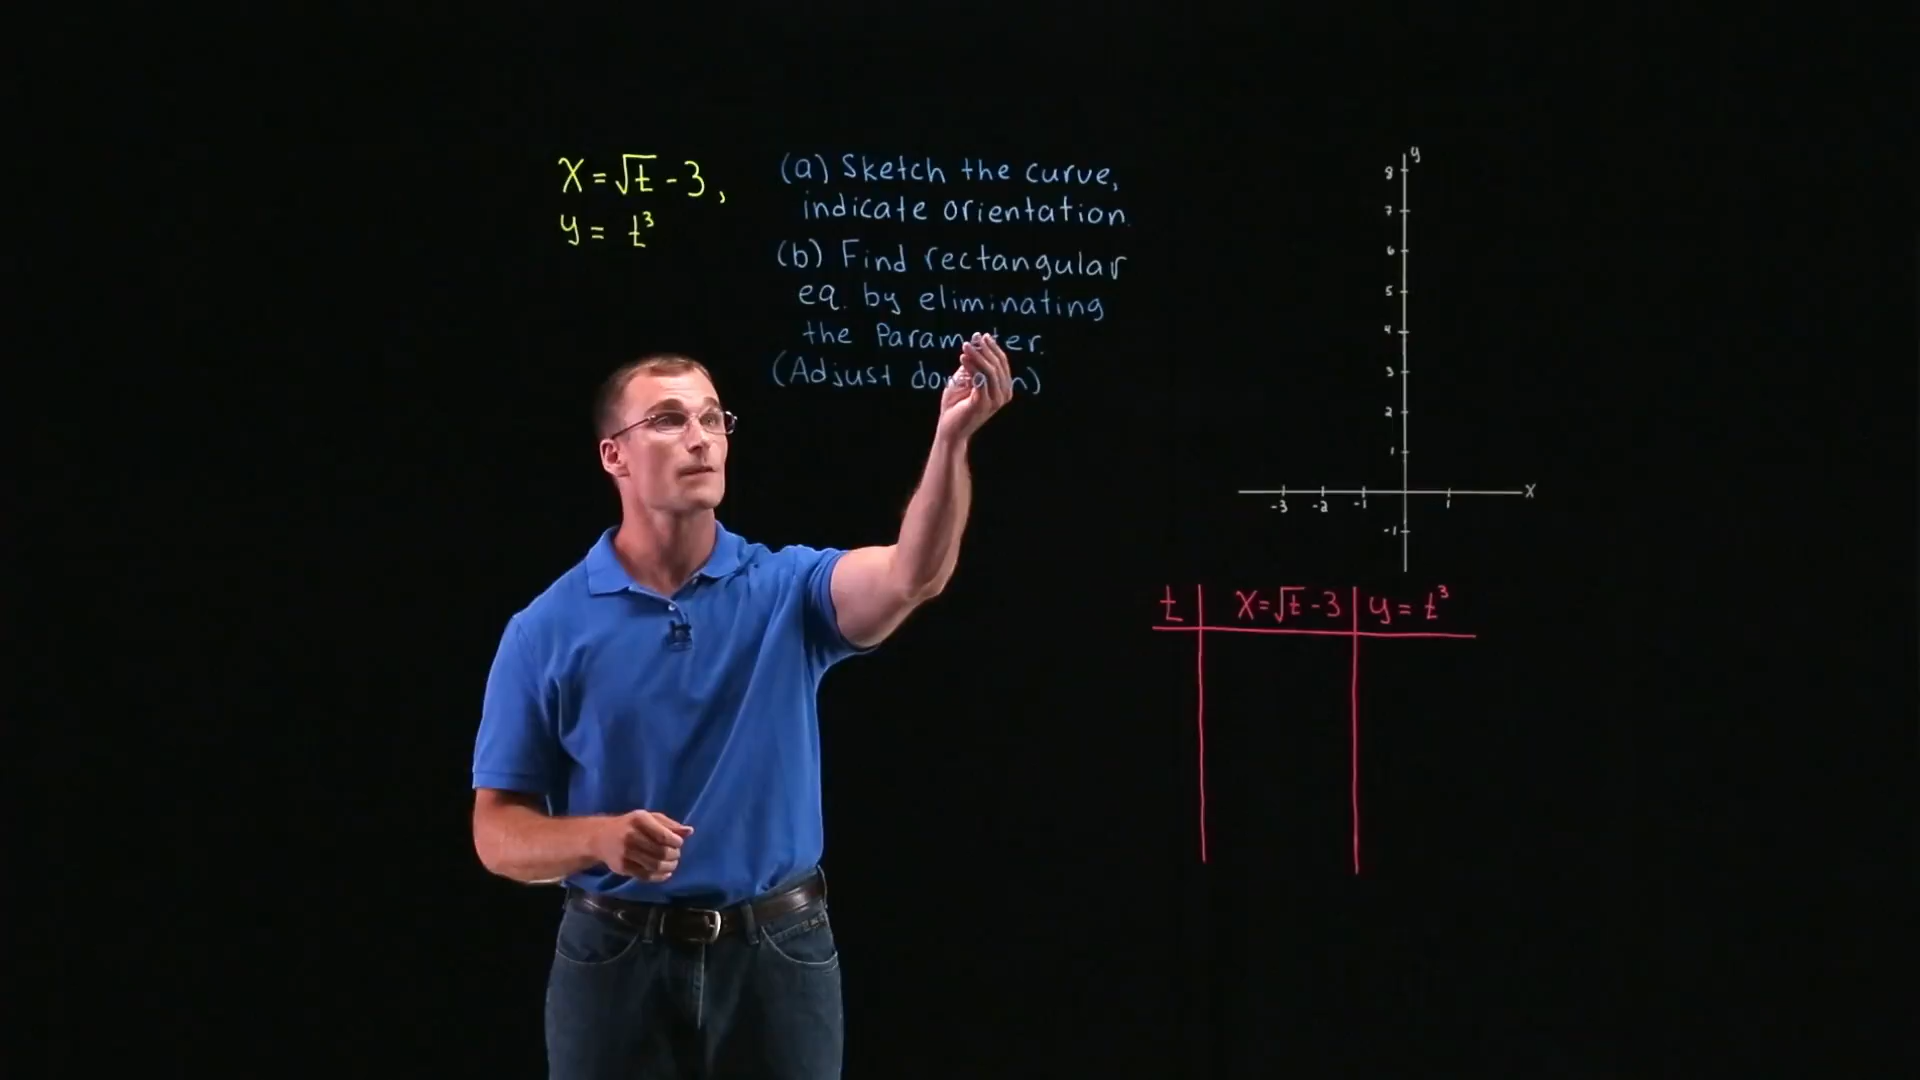 x = √t - 3,
y = t³
(a) Sketch the curve,
indicate orientation.
(b) Find rectangular
eq. by eliminating
the Parameter.
(Adjust domain)
y
8
7
6
5
4
3
2
1
-3 -2 -1 1 x
-1
t x=√t - 3 y = t³